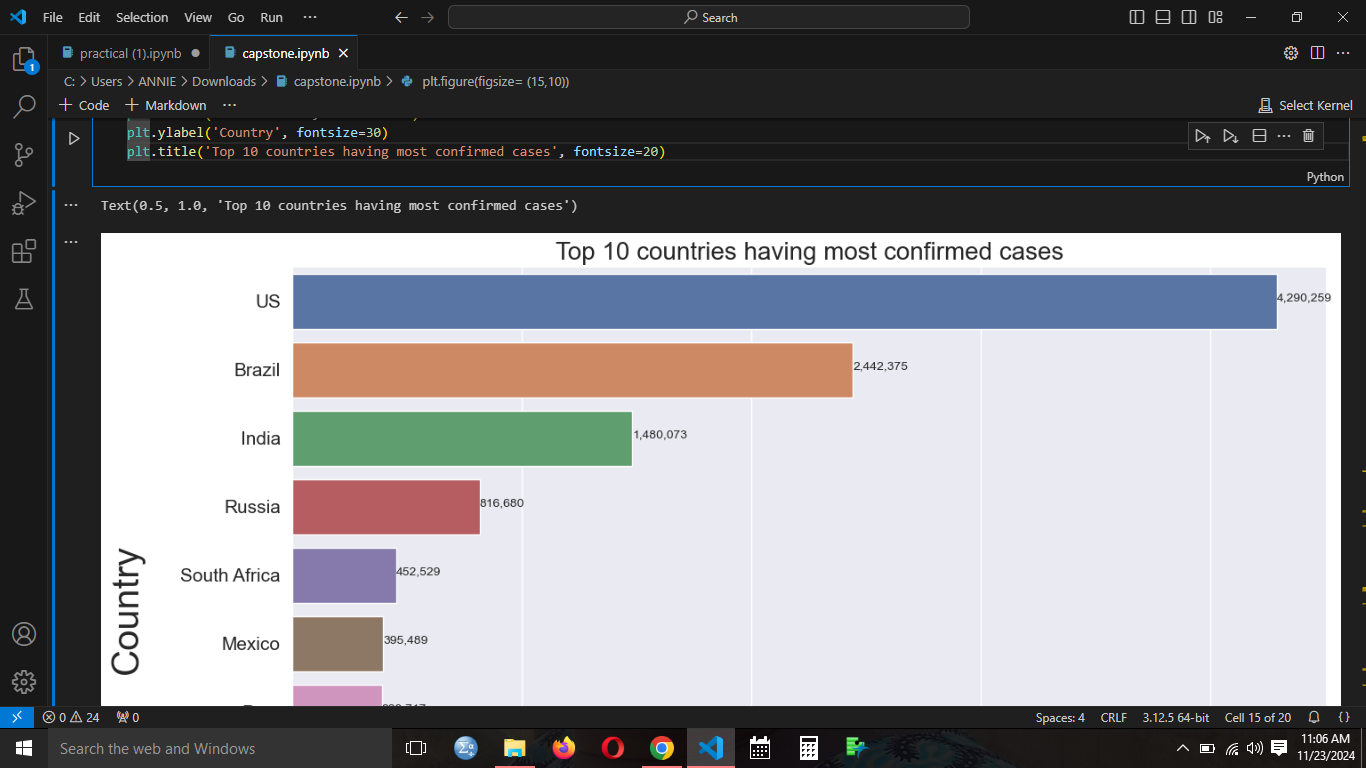 File Edit Selection View Go Run ··· Search
practical (1).ipynb capstone.ipynb
C: > Users > ANNIE > Downloads > capstone.ipynb > plt.figure(figsize= (15,10))
+ Code + Markdown ··· Select Kernel
plt.ylabel('Country', fontsize=30)
plt.title('Top 10 countries having most confirmed cases', fontsize=20)
Python
Text(0.5, 1.0, 'Top 10 countries having most confirmed cases')
Top 10 countries having most confirmed cases
US 4,290,259
Brazil 2,442,375
India 1,480,073
Russia 816,680
South Africa 452,529
Mexico 395,489
Country
0 24 0 Spaces: 4 CRLF 3.12.5 64-bit Cell 15 of 20 {}
Search the web and Windows
11:06 AM
11/23/2024
1